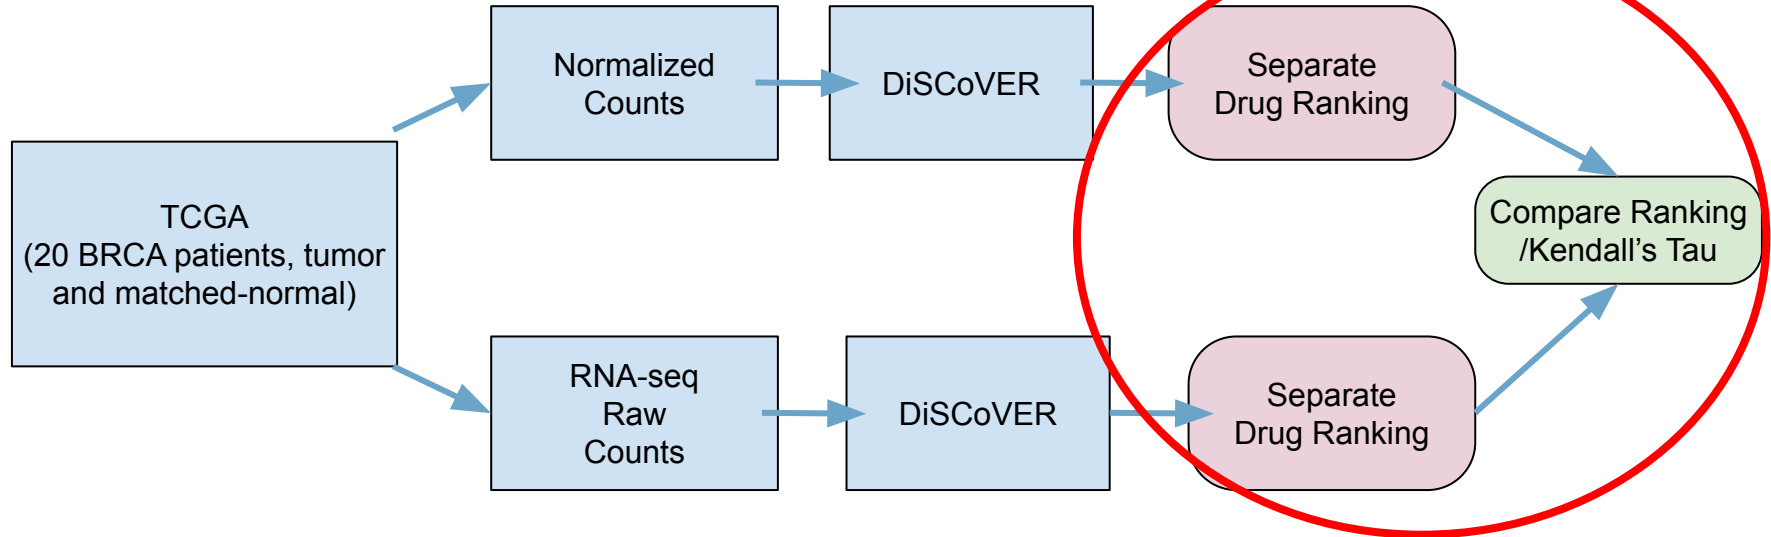 TCGA
(20 BRCA patients, tumor
and matched-normal)
Normalized
Counts
DiSCoVER
Separate
Drug Ranking
RNA-seq
Raw
Counts
DiSCoVER
Separate
Drug Ranking
Compare Ranking
/Kendall's Tau